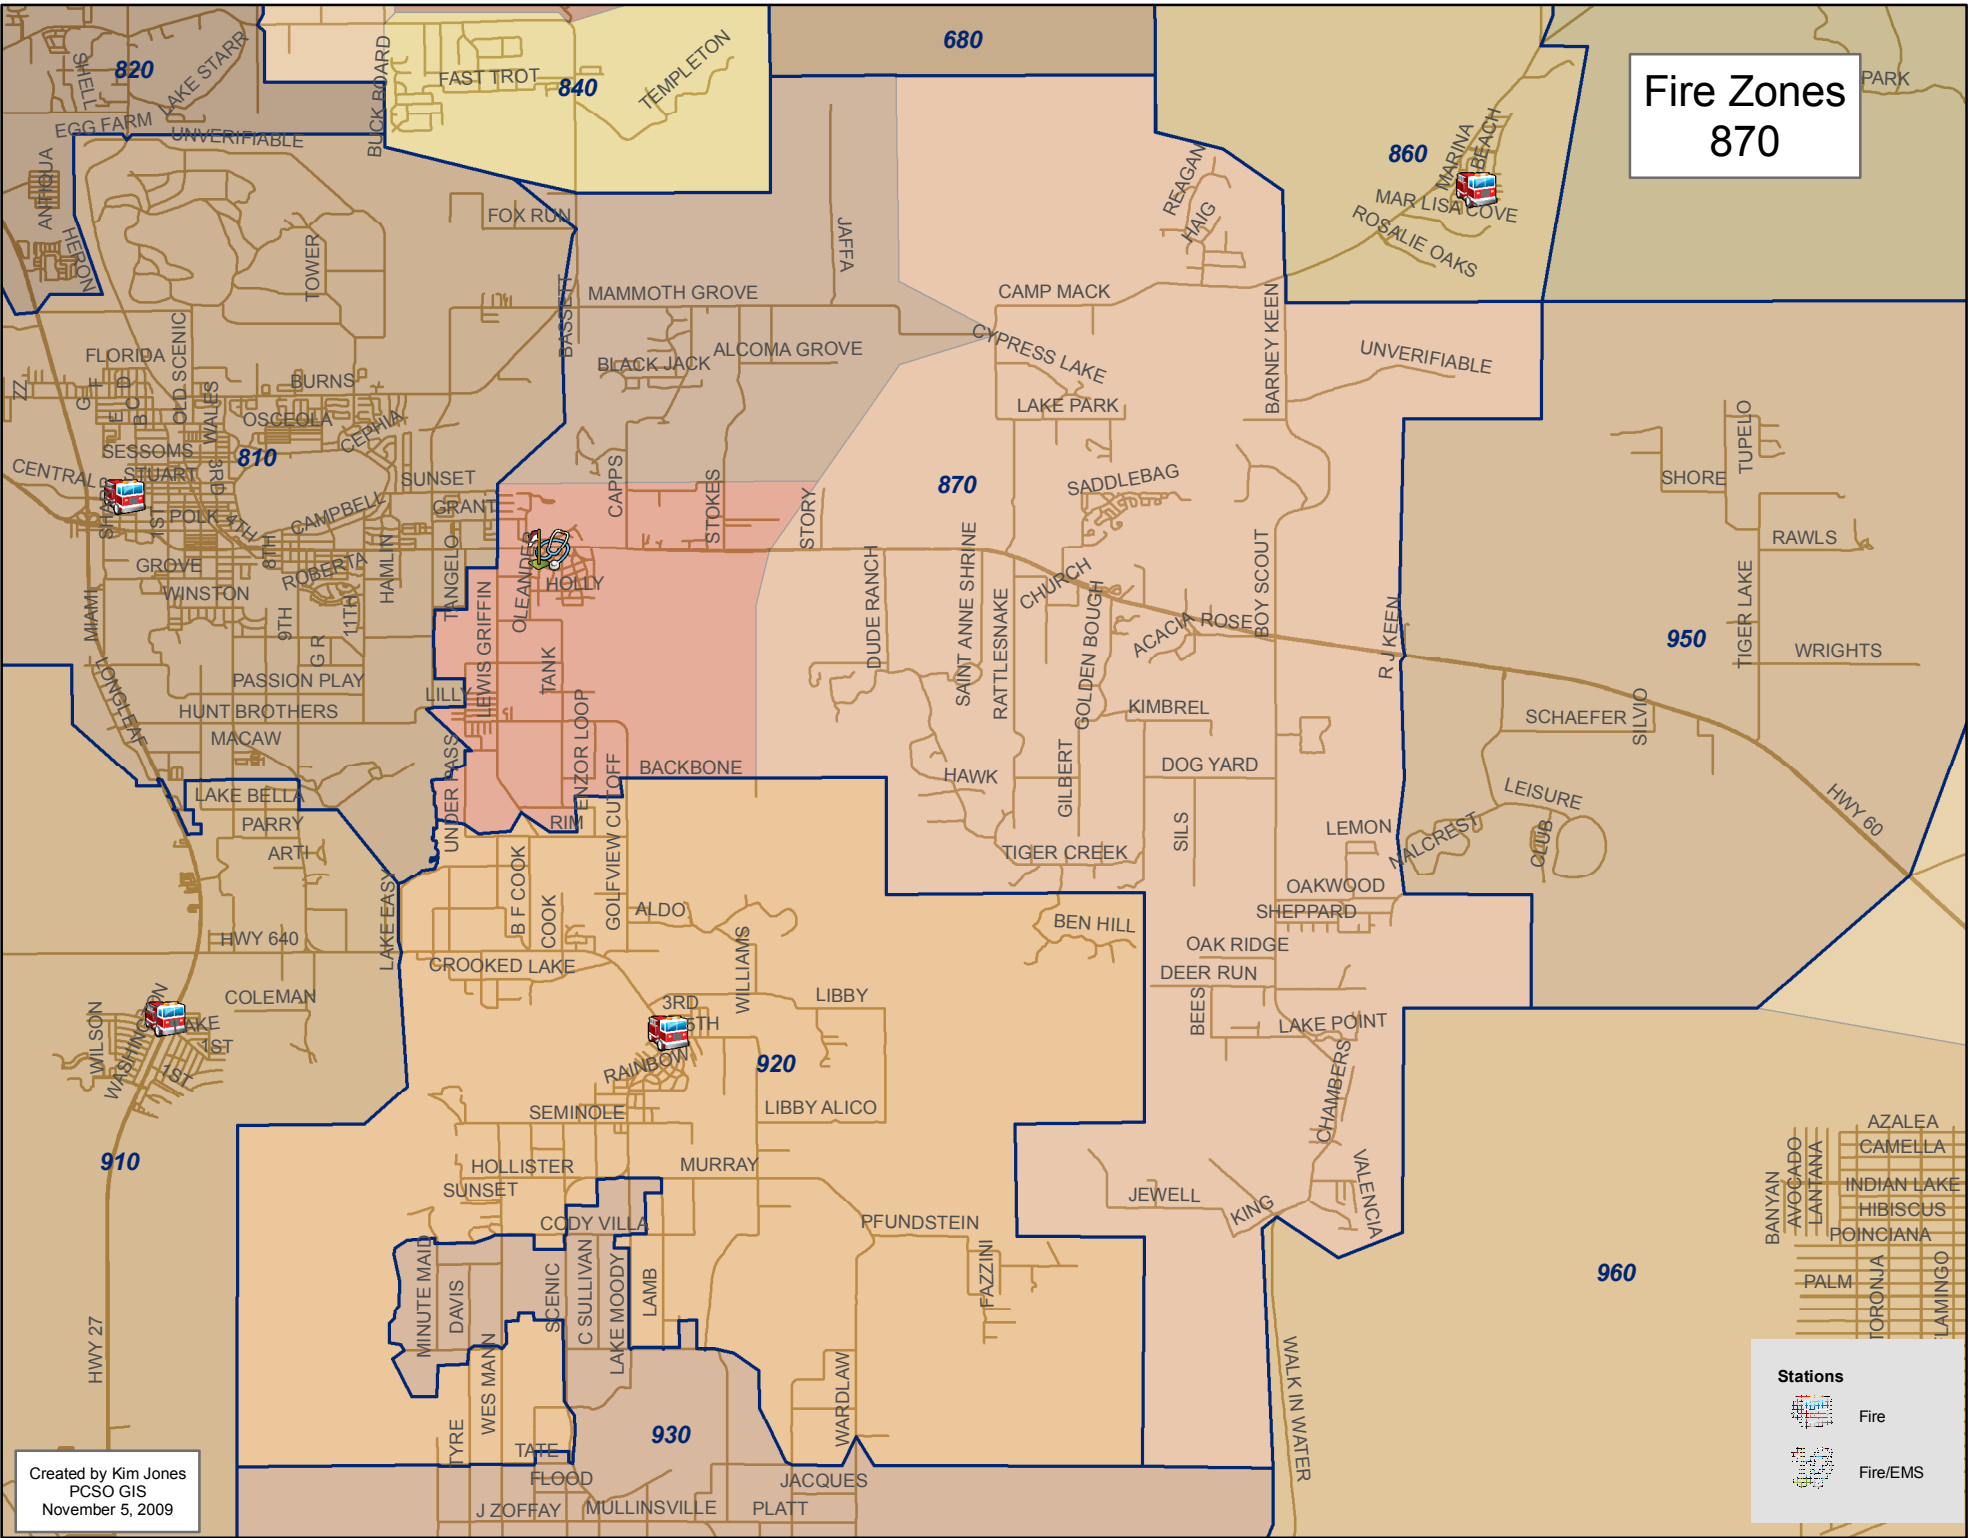 Fire Zones
870
680
820
840
860
810
870
950
910
920
930
960
SHELL
LAKE STARR
BUCK BOARD
FAST TROT
TEMPLETON
PARK
EGG FARM
UNVERIFIABLE
ANTIQUA
HERON
TOWER
FOX RUN
JAFFA
REAGAN
HAIG
MARINA
BEACH
MAR LISA COVE
ROSALIE OAKS
BASSETT
MAMMOTH GROVE
CAMP MACK
BARNEY KEEN
CYPRESS LAKE
UNVERIFIABLE
BLACK JACK
ALCOMA GROVE
LAKE PARK
FLORIDA
OLD SCENIC
ZZ
G
F
E
D
C
B
WALES
BURNS
OSCEOLA
CEPHIA
SESSOMS
STUART
CENTRAL
SHARP
3RD
SUNSET
GRANT
CAPPS
STOKES
STORY
SADDLEBAG
TUPELO
SHORE
RAWLS
1ST
POLK
4TH
CAMPBELL
8TH
GROVE
ROBERTA
HAMLIN
TANGELO
OLEANDER
HOLLY
WINSTON
MIAMI
9TH
11TH
G R
LEWIS GRIFFIN
TANK
DUDE RANCH
SAINT ANNE SHRINE
RATTLESNAKE
CHURCH
GOLDEN BOUGH
ACACIA
ROSE
BOY SCOUT
R J KEEN
TIGER LAKE
WRIGHTS
LONGLEAF
PASSION PLAY
LILLY
HUNT BROTHERS
MACAW
KIMBREL
SCHAEFER
SILVIO
ENZOR LOOP
UNDER PASS
GOLFVIEW CUTOFF
BACKBONE
HAWK
GILBERT
DOG YARD
LEISURE
HWY 60
LAKE BELLA
PARRY
ARTI
RIM
SILS
LEMON
NALCREST
CLUB
TIGER CREEK
LAKE EASY
B F COOK
COOK
ALDO
OAKWOOD
SHEPPARD
BEN HILL
HWY 640
CROOKED LAKE
WILLIAMS
OAK RIDGE
DEER RUN
COLEMAN
LIBBY
3RD
5TH
BEES
LAKE POINT
WILSON
LAKE
1ST
1ST
RAINBOW
CHAMBERS
SEMINOLE
LIBBY ALICO
AZALEA
CAMELLA
AVOCADO
LANTANA
BANYAN
INDIAN LAKE
HIBISCUS
POINCIANA
PALM
HOLLISTER
MURRAY
SUNSET
VALENCIA
JEWELL
KING
CODY VILLA
PFUNDSTEIN
MINUTE MAID
DAVIS
SCENIC
C SULLIVAN
LAKE MOODY
LAMB
FAZZINI
HWY 27
WES MANN
WARDLAW
WALK IN WATER
TYRE
TATE
FLOOD
JACQUES
J ZOFFAY
MULLINSVILLE
PLATT
Stations
Fire
Fire/EMS
Created by Kim Jones
PCSO GIS
November 5, 2009